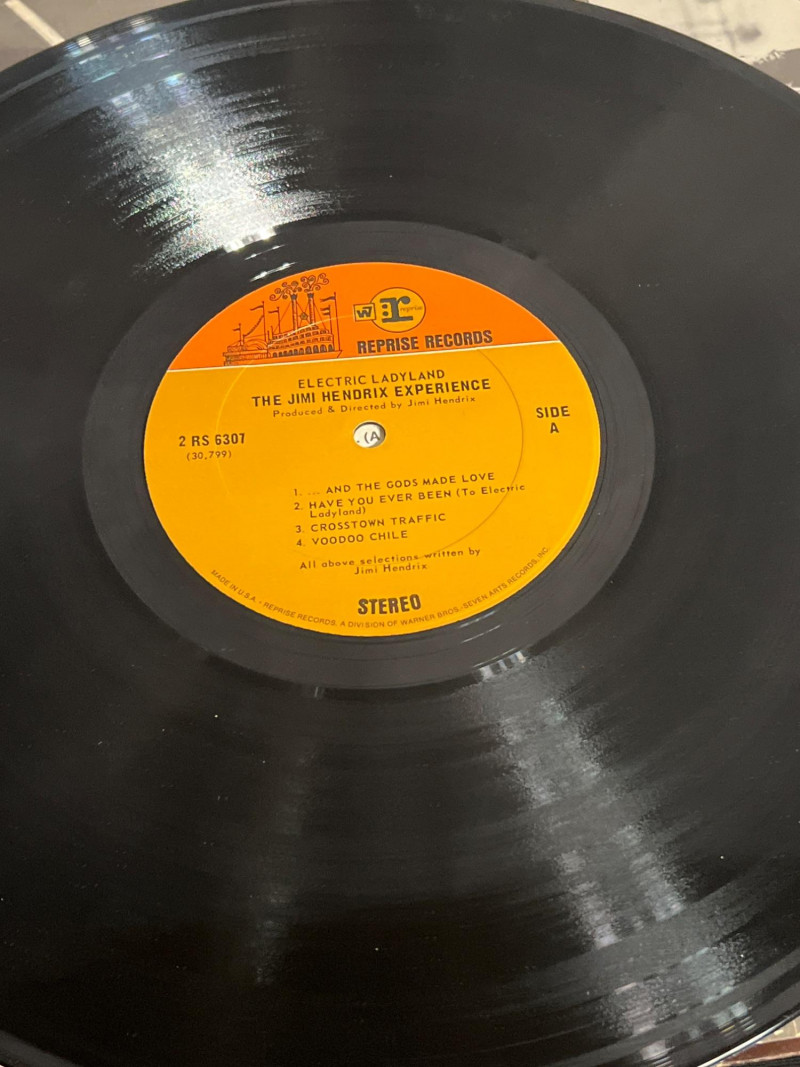 W r reprise
REPRISE RECORDS
ELECTRIC LADYLAND
THE JIMI HENDRIX EXPERIENCE
Produced & Directed by Jimi Hendrix
2 RS 6307
(30,799)
SIDE
A
(A
1. ... AND THE GODS MADE LOVE
2. HAVE YOU EVER BEEN (To Electric
Ladyland)
3. CROSSTOWN TRAFFIC
4. VOODOO CHILE
All above selections written by
Jimi Hendrix
STEREO
MADE IN U.S.A. • REPRISE RECORDS, A DIVISION OF WARNER BROS.-SEVEN ARTS RECORDS, INC.